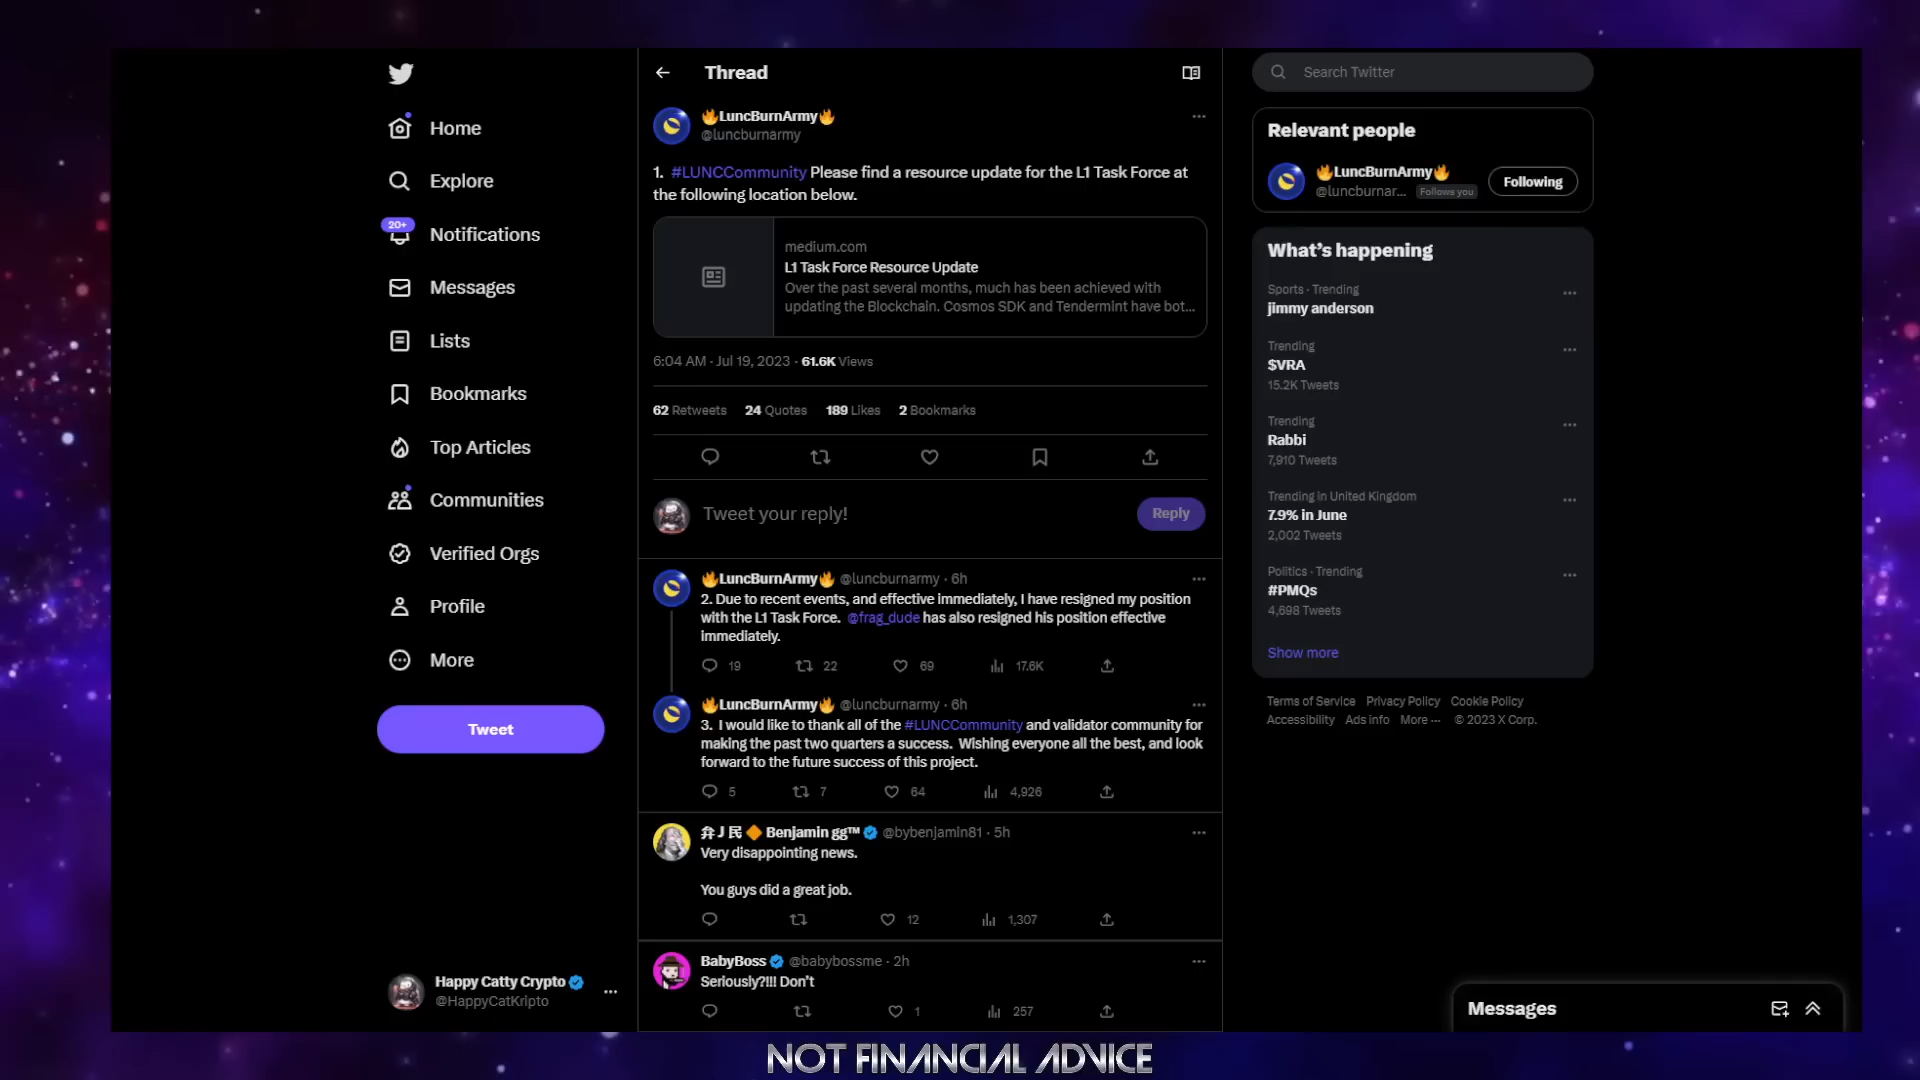 Home
Explore
20+
Notifications
Messages
Lists
Bookmarks
Top Articles
Communities
Verified Orgs
Profile
More
Tweet
Happy Catty Crypto
@HappyCatKripto
Thread
🔥LuncBurnArmy🔥
@luncburnarmy
1. #LUNCCommunity Please find a resource update for the L1 Task Force at
the following location below.
medium.com
L1 Task Force Resource Update
Over the past several months, much has been achieved with
updating the Blockchain. Cosmos SDK and Tendermint have bot...
6:04 AM · Jul 19, 2023 · 61.6K Views
62 Retweets 24 Quotes 189 Likes 2 Bookmarks
Tweet your reply!
Reply
🔥LuncBurnArmy🔥 @luncburnarmy · 6h
2. Due to recent events, and effective immediately, I have resigned my position
with the L1 Task Force. @frag_dude has also resigned his position effective
immediately.
19 22 69 17.6K
🔥LuncBurnArmy🔥 @luncburnarmy · 6h
3. I would like to thank all of the #LUNCCommunity and validator community for
making the past two quarters a success. Wishing everyone all the best, and look
forward to the future success of this project.
5 7 64 4,926
弁 J 民 🔶 Benjamin gg™ @bybenjamin81 · 5h
Very disappointing news.
You guys did a great job.
12 1,307
BabyBoss @babybossme · 2h
Seriously?!!! Don't
1 257
Search Twitter
Relevant people
🔥LuncBurnArmy🔥
@luncburnar... Follows you
Following
What's happening
Sports · Trending
jimmy anderson
Trending
$VRA
15.2K Tweets
Trending
Rabbi
7,910 Tweets
Trending in United Kingdom
7.9% in June
2,002 Tweets
Politics · Trending
#PMQs
4,698 Tweets
Show more
Terms of Service Privacy Policy Cookie Policy
Accessibility Ads info More ··· © 2023 X Corp.
Messages
NOT FINANCIAL ADVICE